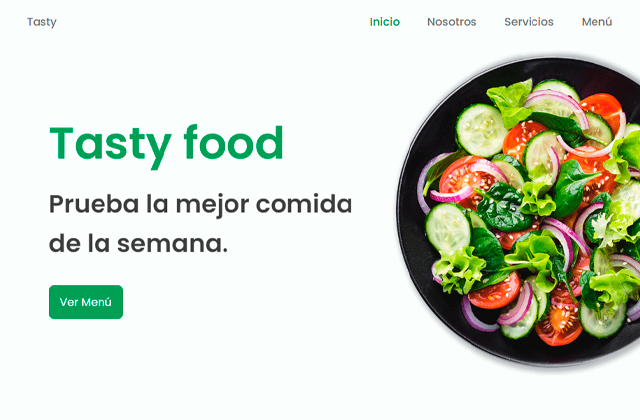 Tasty
Inicio Nosotros Servicios Menú
Tasty food
Prueba la mejor comida
de la semana.
Ver Menú